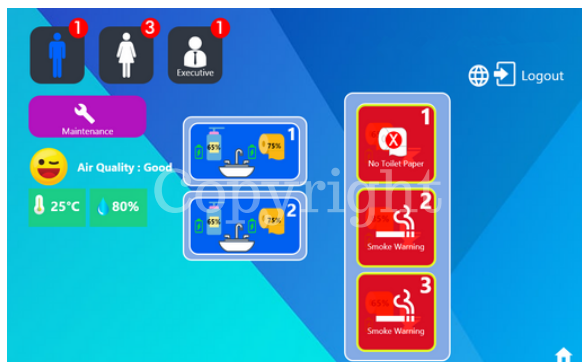 1
3
1
Executive
Logout
Maintenance
Air Quality : Good
25°C
80%
1
65%
75%
2
65%
75%
1
No Toilet Paper
2
Smoke Warning
3
65%
Smoke Warning
Copyright